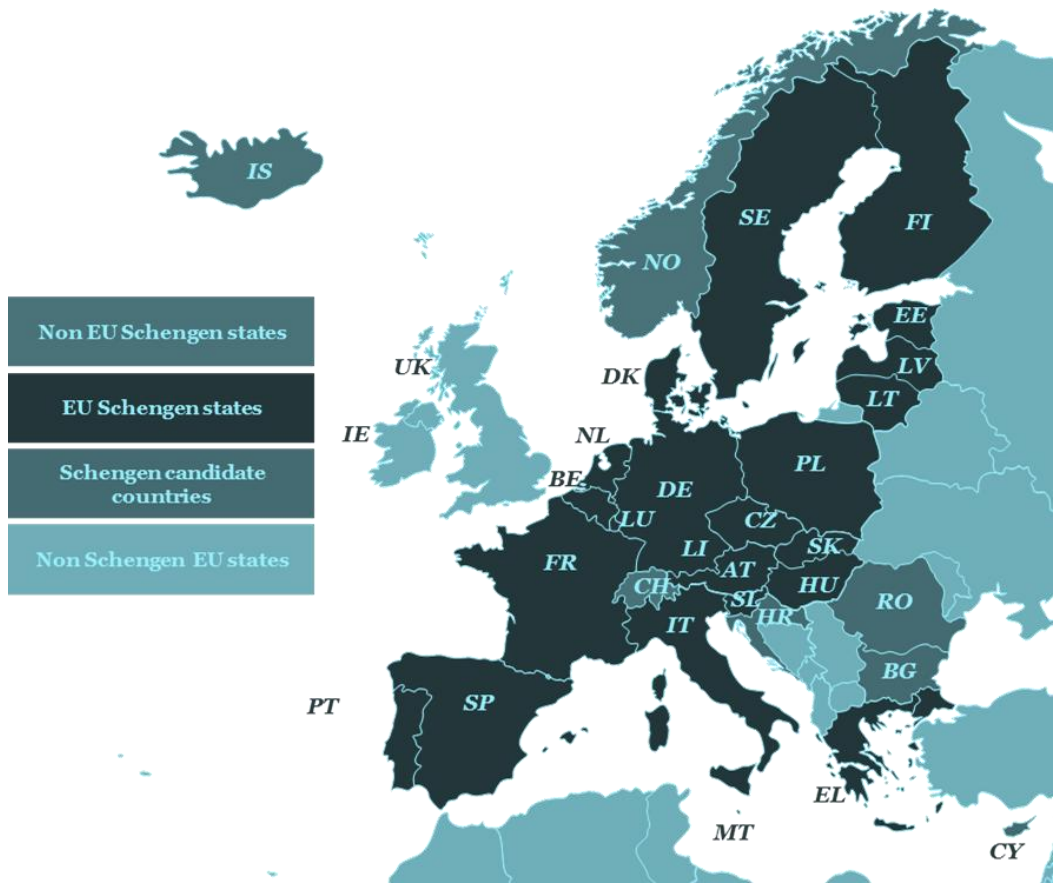 IS
SE
FI
NO
Non EU Schengen states
EE
UK
DK
LV
EU Schengen states
LT
IE
NL
PL
Schengen candidate
countries
BE
DE
LU
CZ
Non Schengen EU states
FR
LI
SK
AT
CH
HU
SL
RO
HR
IT
BG
PT
SP
EL
MT
CY